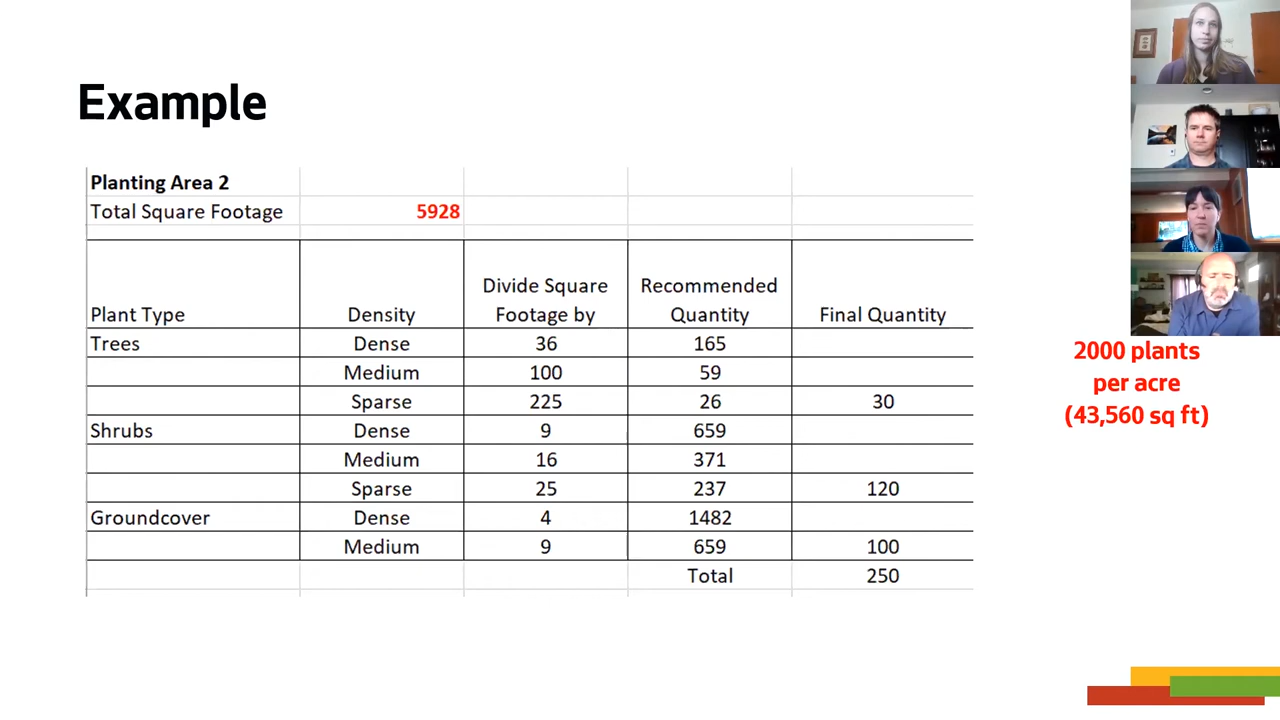 Example
Planting Area 2
Total Square Footage 5928
Plant Type Density Divide Square Footage by Recommended Quantity Final Quantity
Trees Dense 36 165
Medium 100 59
Sparse 225 26 30
Shrubs Dense 9 659
Medium 16 371
Sparse 25 237 120
Groundcover Dense 4 1482
Medium 9 659 100
Total 250
2000 plants
per acre
(43,560 sq ft)